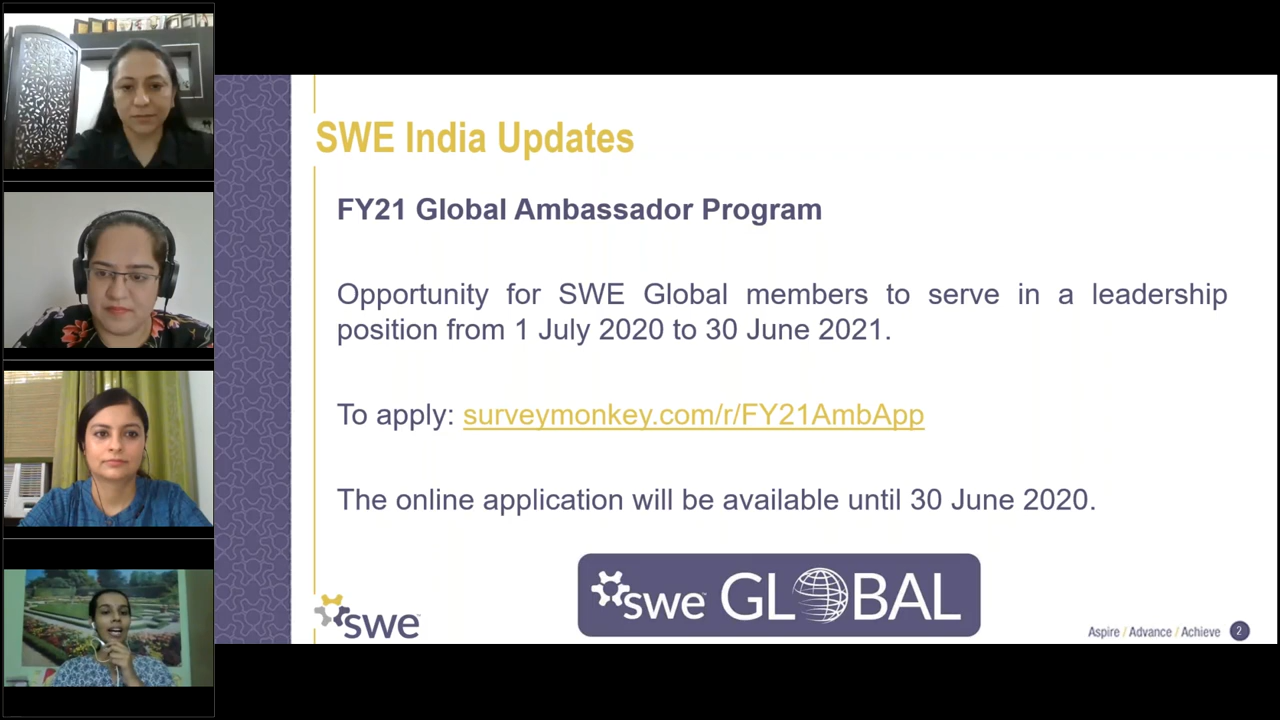 SWE India Updates
FY21 Global Ambassador Program
Opportunity for SWE Global members to serve in a leadership
position from 1 July 2020 to 30 June 2021.
To apply: surveymonkey.com/r/FY21AmbApp
The online application will be available until 30 June 2020.
swe GLOBAL
swe
Aspire / Advance / Achieve 2